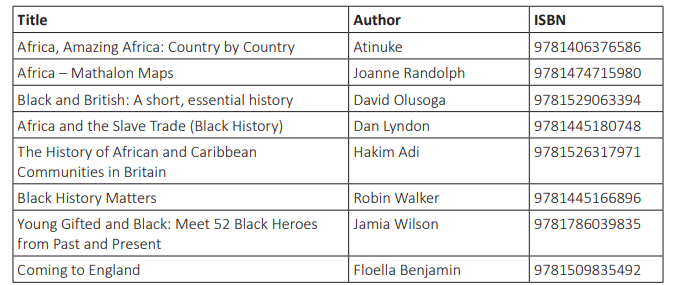 Title Author ISBN
Africa, Amazing Africa: Country by Country Atinuke 9781406376586
Africa – Mathalon Maps Joanne Randolph 9781474715980
Black and British: A short, essential history David Olusoga 9781529063394
Africa and the Slave Trade (Black History) Dan Lyndon 9781445180748
The History of African and Caribbean Hakim Adi 9781526317971
Communities in Britain
Black History Matters Robin Walker 9781445166896
Young Gifted and Black: Meet 52 Black Heroes Jamia Wilson 9781786039835
from Past and Present
Coming to England Floella Benjamin 9781509835492